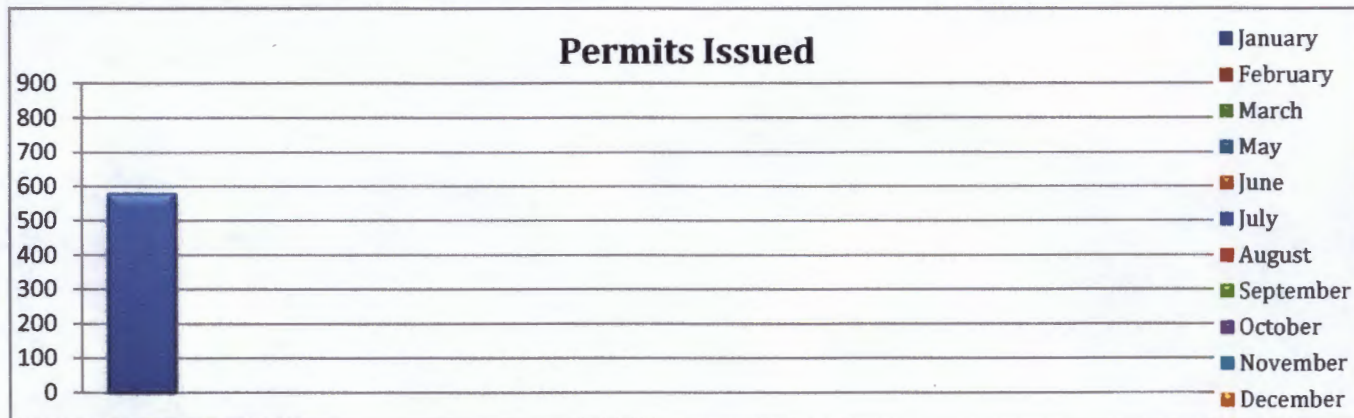 Permits Issued
900
800
700
600
500
400
300
200
100
0
January
February
March
May
June
July
August
September
October
November
December